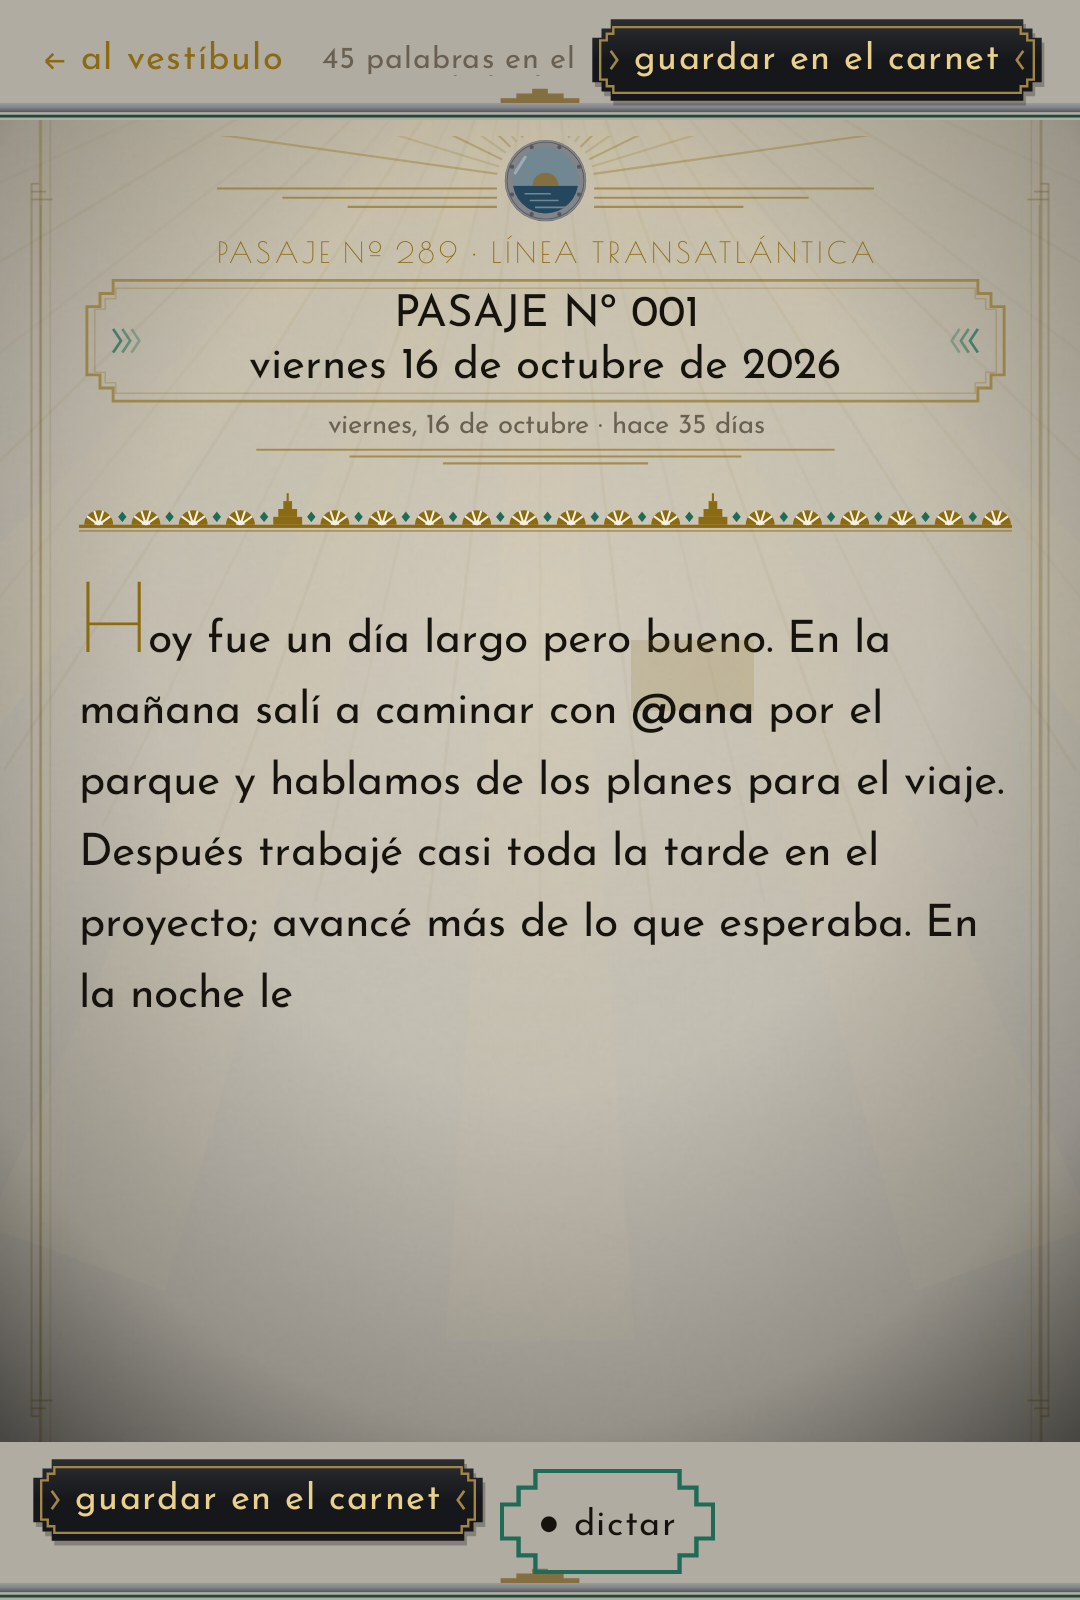 ← al vestíbulo
45 palabras en el
guardar en el carnet
PASAJE Nº 289 · LÍNEA TRANSATLÁNTICA
PASAJE Nº 001
viernes 16 de octubre de 2026
viernes, 16 de octubre · hace 35 días
Hoy fue un día largo pero bueno. En la
mañana salí a caminar con @ana por el
parque y hablamos de los planes para el viaje.
Después trabajé casi toda la tarde en el
proyecto; avancé más de lo que esperaba. En
la noche le
guardar en el carnet
● dictar